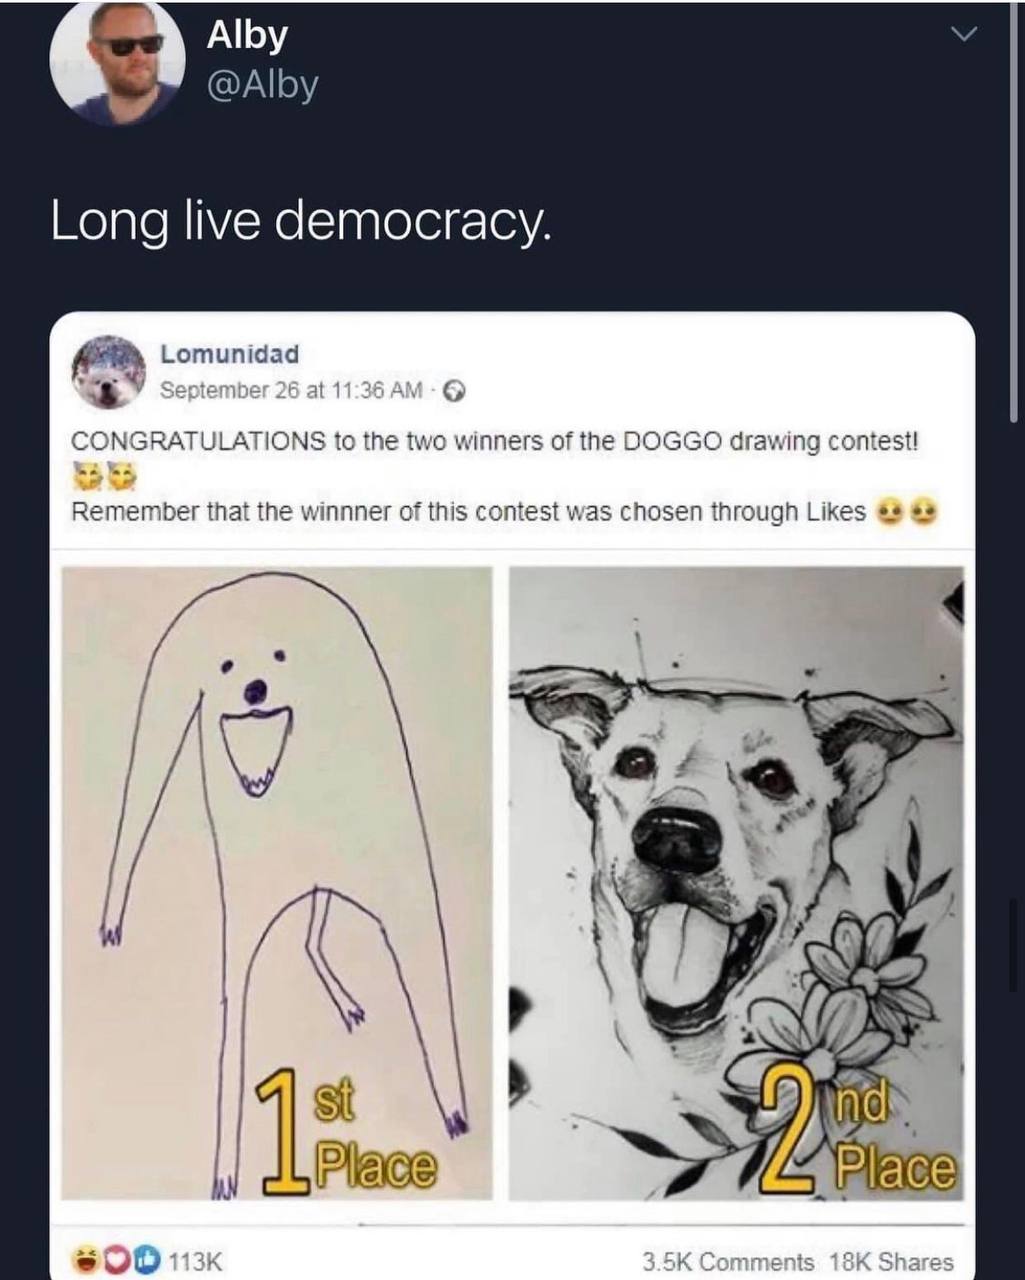 Alby
@Alby
Long live democracy.
Lomunidad
September 26 at 11:36 AM ·
CONGRATULATIONS to the two winners of the DOGGO drawing contest!
🥳🥳
Remember that the winnner of this contest was chosen through Likes 🥺🥺
1st Place
2nd Place
113K
3.5K Comments 18K Shares